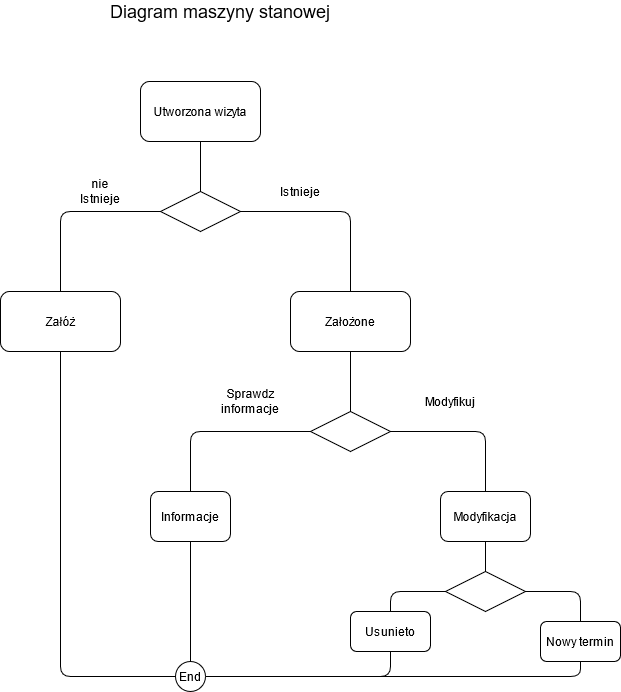 Diagram maszyny stanowej
Utworzona wizyta
nie
Istnieje
Istnieje
Załóż
Założone
Sprawdz
informacje
Modyfikuj
Informacje
Modyfikacja
Usunieto
Nowy termin
End